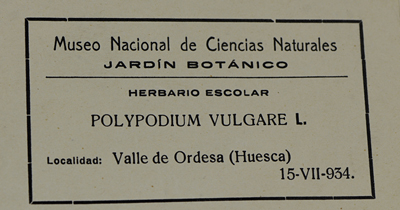 Museo Nacional de Ciencias Naturales
JARDÍN BOTÁNICO
HERBARIO ESCOLAR
POLYPODIUM VULGARE L.
Localidad: Valle de Ordesa (Huesca)
15-VII-934.